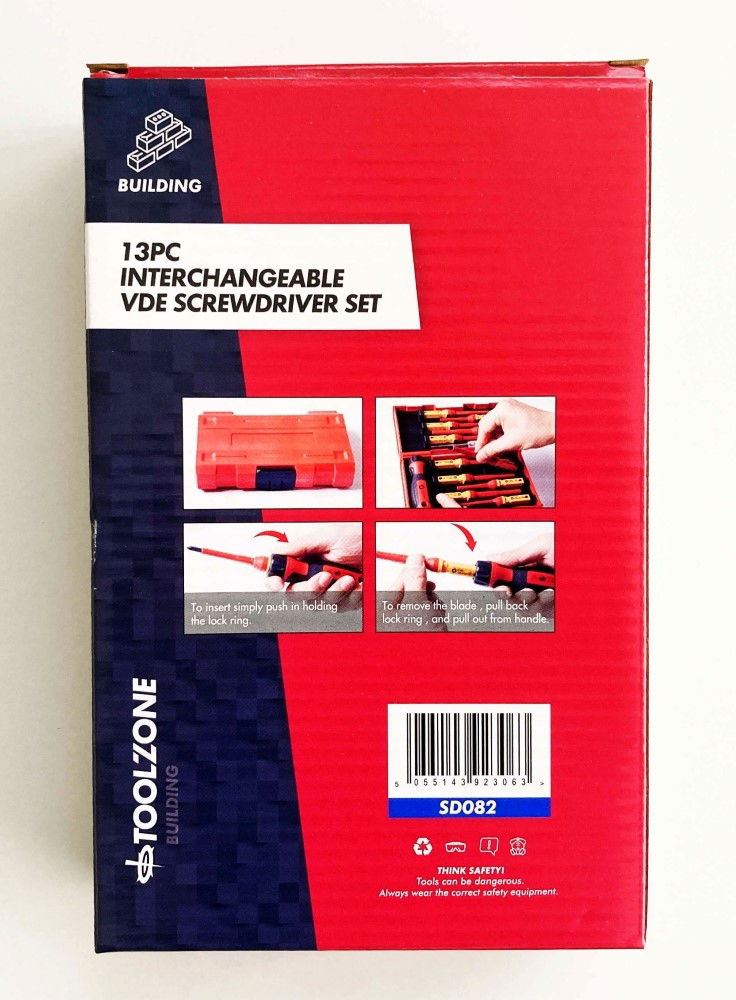 BUILDING
13PC
INTERCHANGEABLE
VDE SCREWDRIVER SET
To insert simply push in holding
the lock ring.
To remove the blade , pull back
lock ring , and pull out from handle.
TOOLZONE
BUILDING
5 055143 923063 >
SD082
THINK SAFETY!
Tools can be dangerous.
Always wear the correct safety equipment.